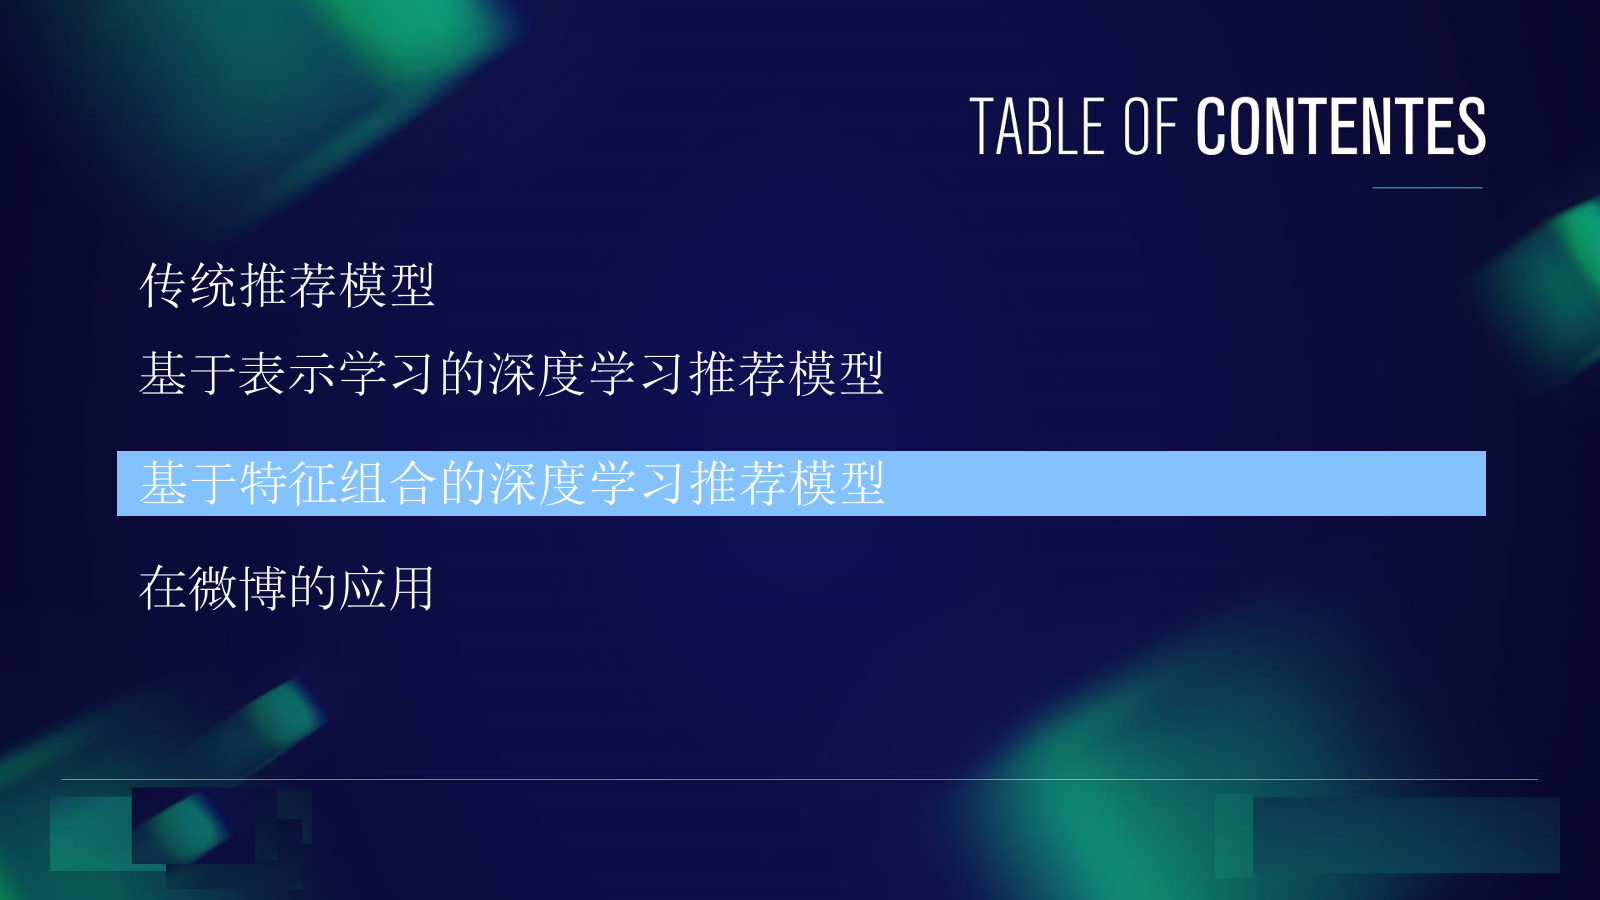 TABLE OF CONTENTES
传统推荐模型
基于表示学习的深度学习推荐模型
基于特征组合的深度学习推荐模型
在微博的应用